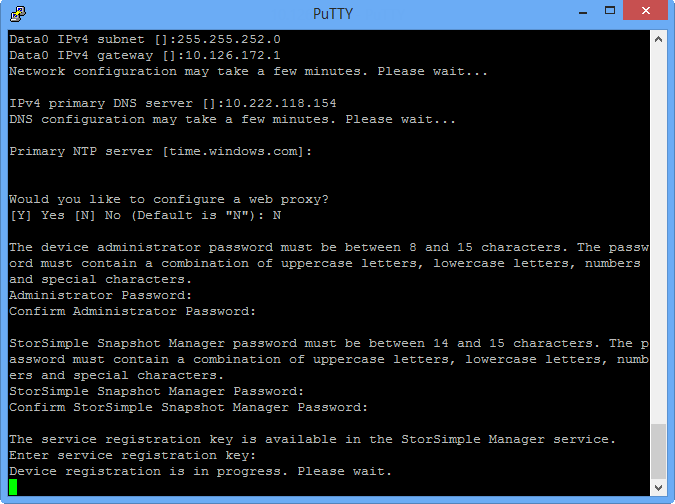 PuTTY
Data0 IPv4 subnet []:255.255.252.0
Data0 IPv4 gateway []:10.126.172.1
Network configuration may take a few minutes. Please wait...
IPv4 primary DNS server []:10.222.118.154
DNS configuration may take a few minutes. Please wait...
Primary NTP server [time.windows.com]:
Would you like to configure a web proxy?
[Y] Yes [N] No (Default is "N"): N
The device administrator password must be between 8 and 15 characters. The passw
ord must contain a combination of uppercase letters, lowercase letters, numbers
and special characters.
Administrator Password:
Confirm Administrator Password:
StorSimple Snapshot Manager password must be between 14 and 15 characters. The p
assword must contain a combination of uppercase letters, lowercase letters, numb
ers and special characters.
StorSimple Snapshot Manager Password:
Confirm StorSimple Snapshot Manager Password:
The service registration key is available in the StorSimple Manager service.
Enter service registration key:
Device registration is in progress. Please wait.